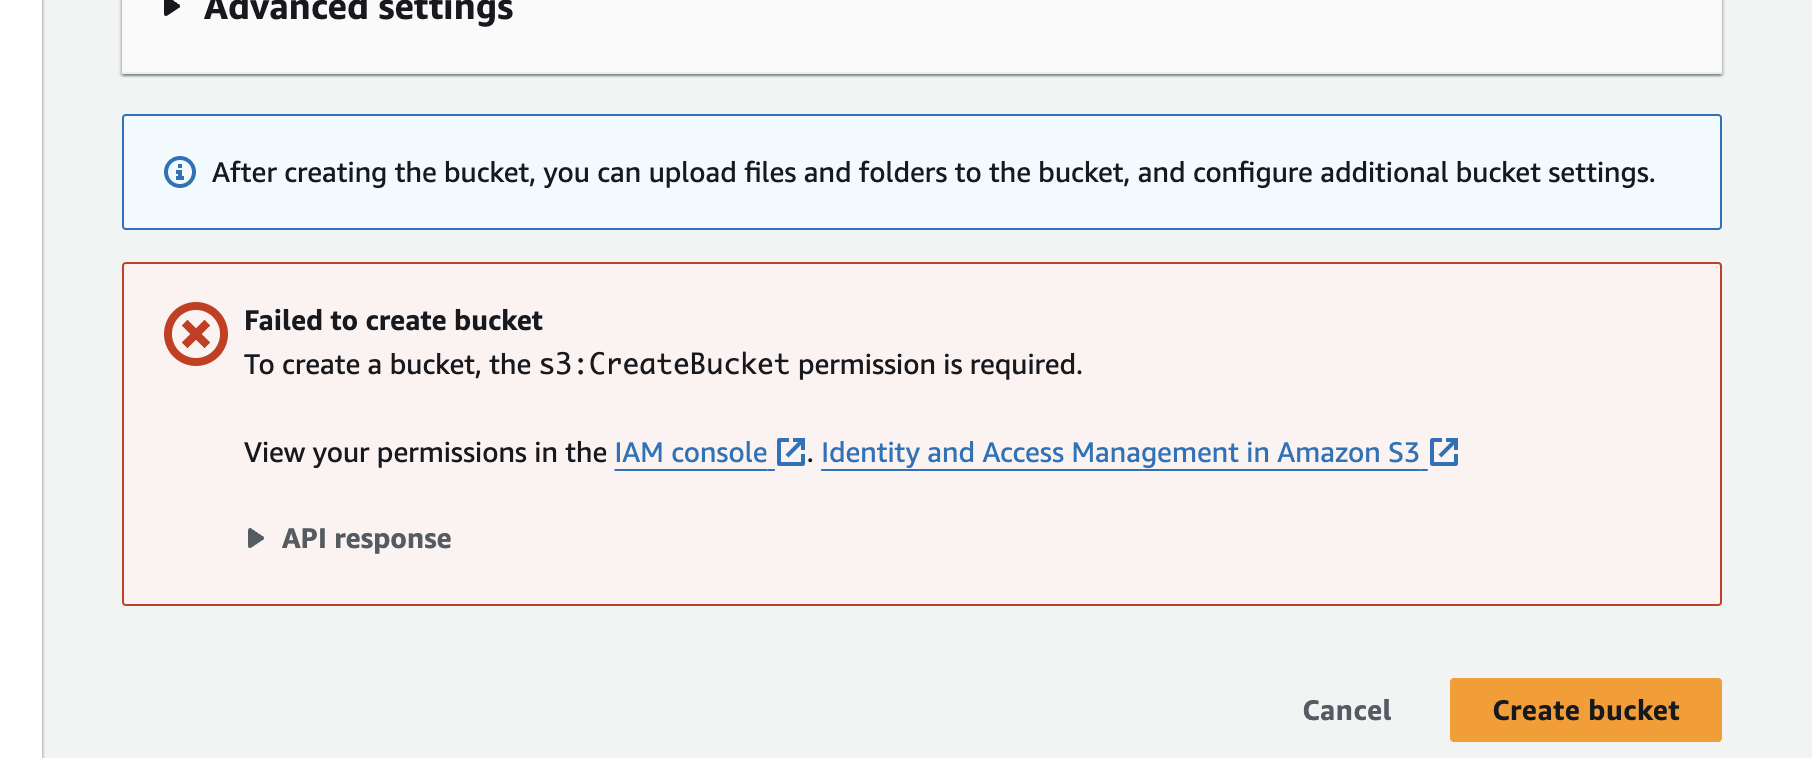 Advanced settings
After creating the bucket, you can upload files and folders to the bucket, and configure additional bucket settings.
Failed to create bucket
To create a bucket, the s3:CreateBucket permission is required.
View your permissions in the IAM console. Identity and Access Management in Amazon S3
API response
Cancel
Create bucket